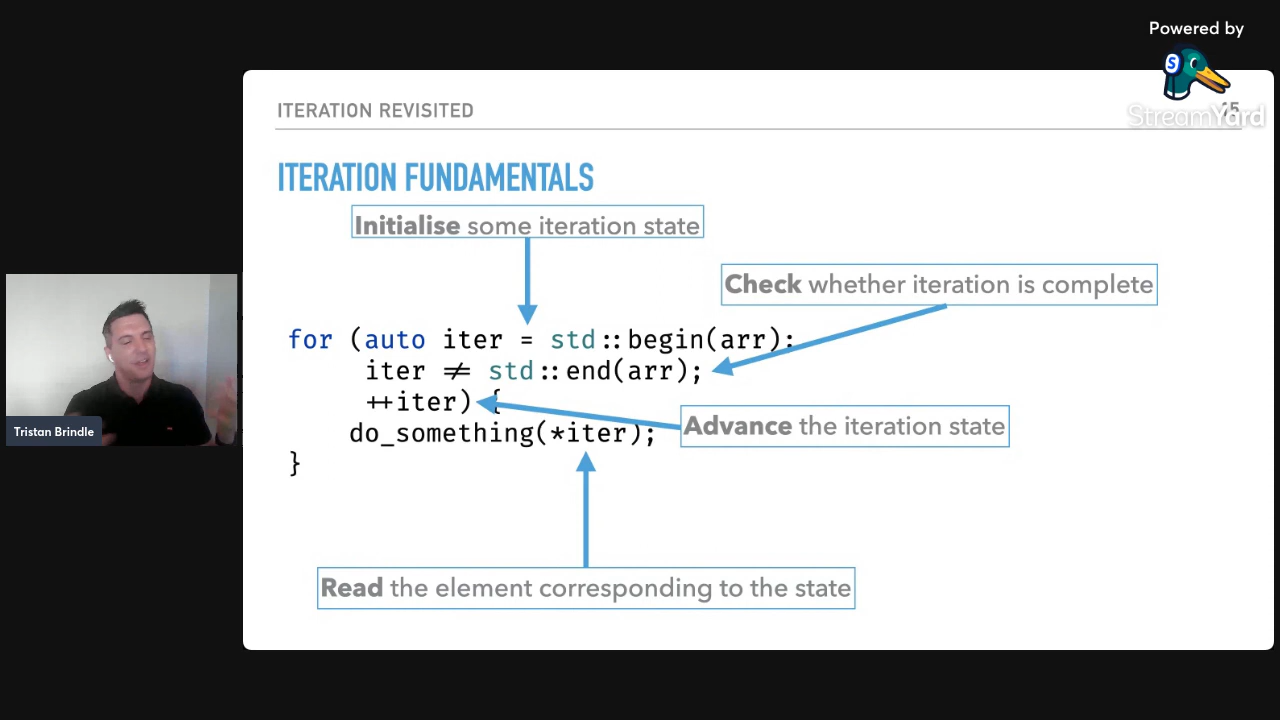 Powered by
StreamYard
ITERATION REVISITED
15
ITERATION FUNDAMENTALS
Initialise some iteration state
Check whether iteration is complete
for (auto iter = std::begin(arr);
iter ≠ std::end(arr);
++iter) {
Advance the iteration state
do_something(*iter);
}
Read the element corresponding to the state
Tristan Brindle
S